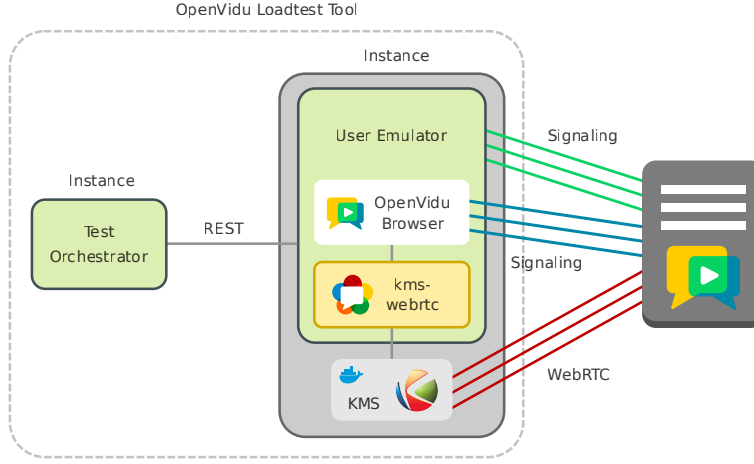 OpenVidu Loadtest Tool
Instance
User Emulator
Signaling
Instance
OpenVidu
Browser
Test
Orchestrator
REST
Signaling
kms-
webrtc
WebRTC
KMS